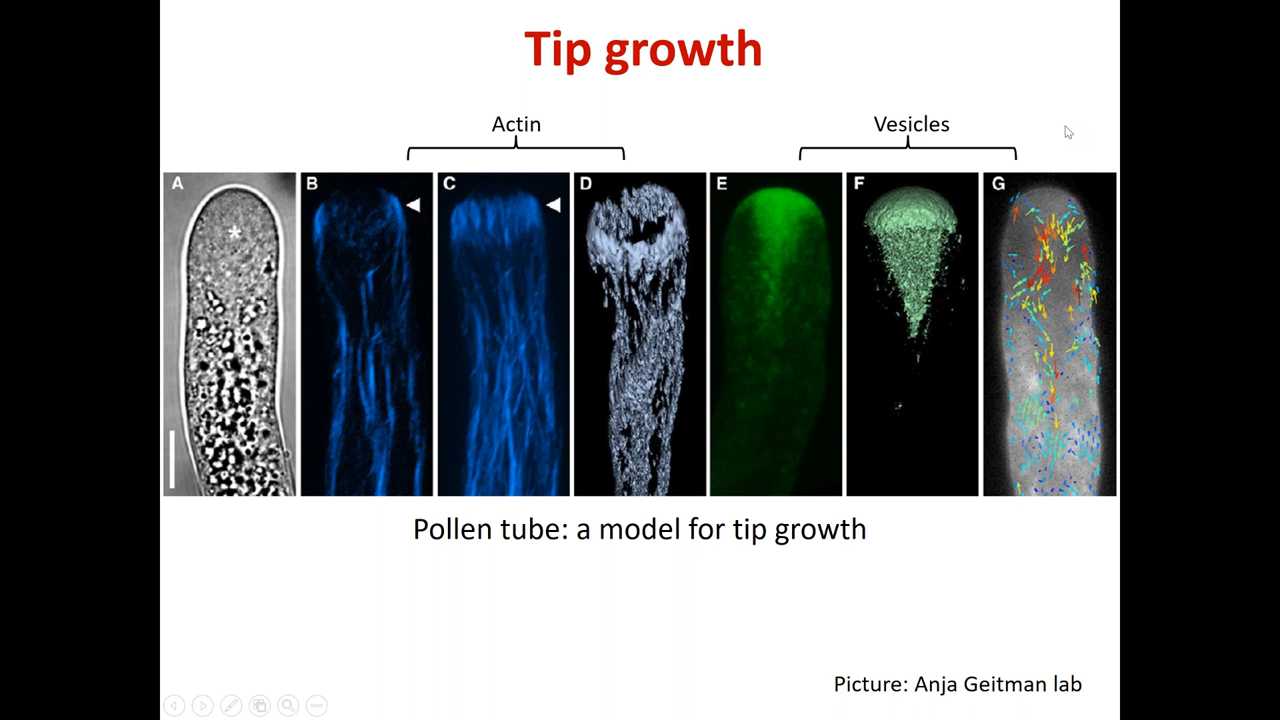 Tip growth
Actin
Vesicles
A
B
C
D
E
F
G
*
Pollen tube: a model for tip growth
Picture: Anja Geitman lab